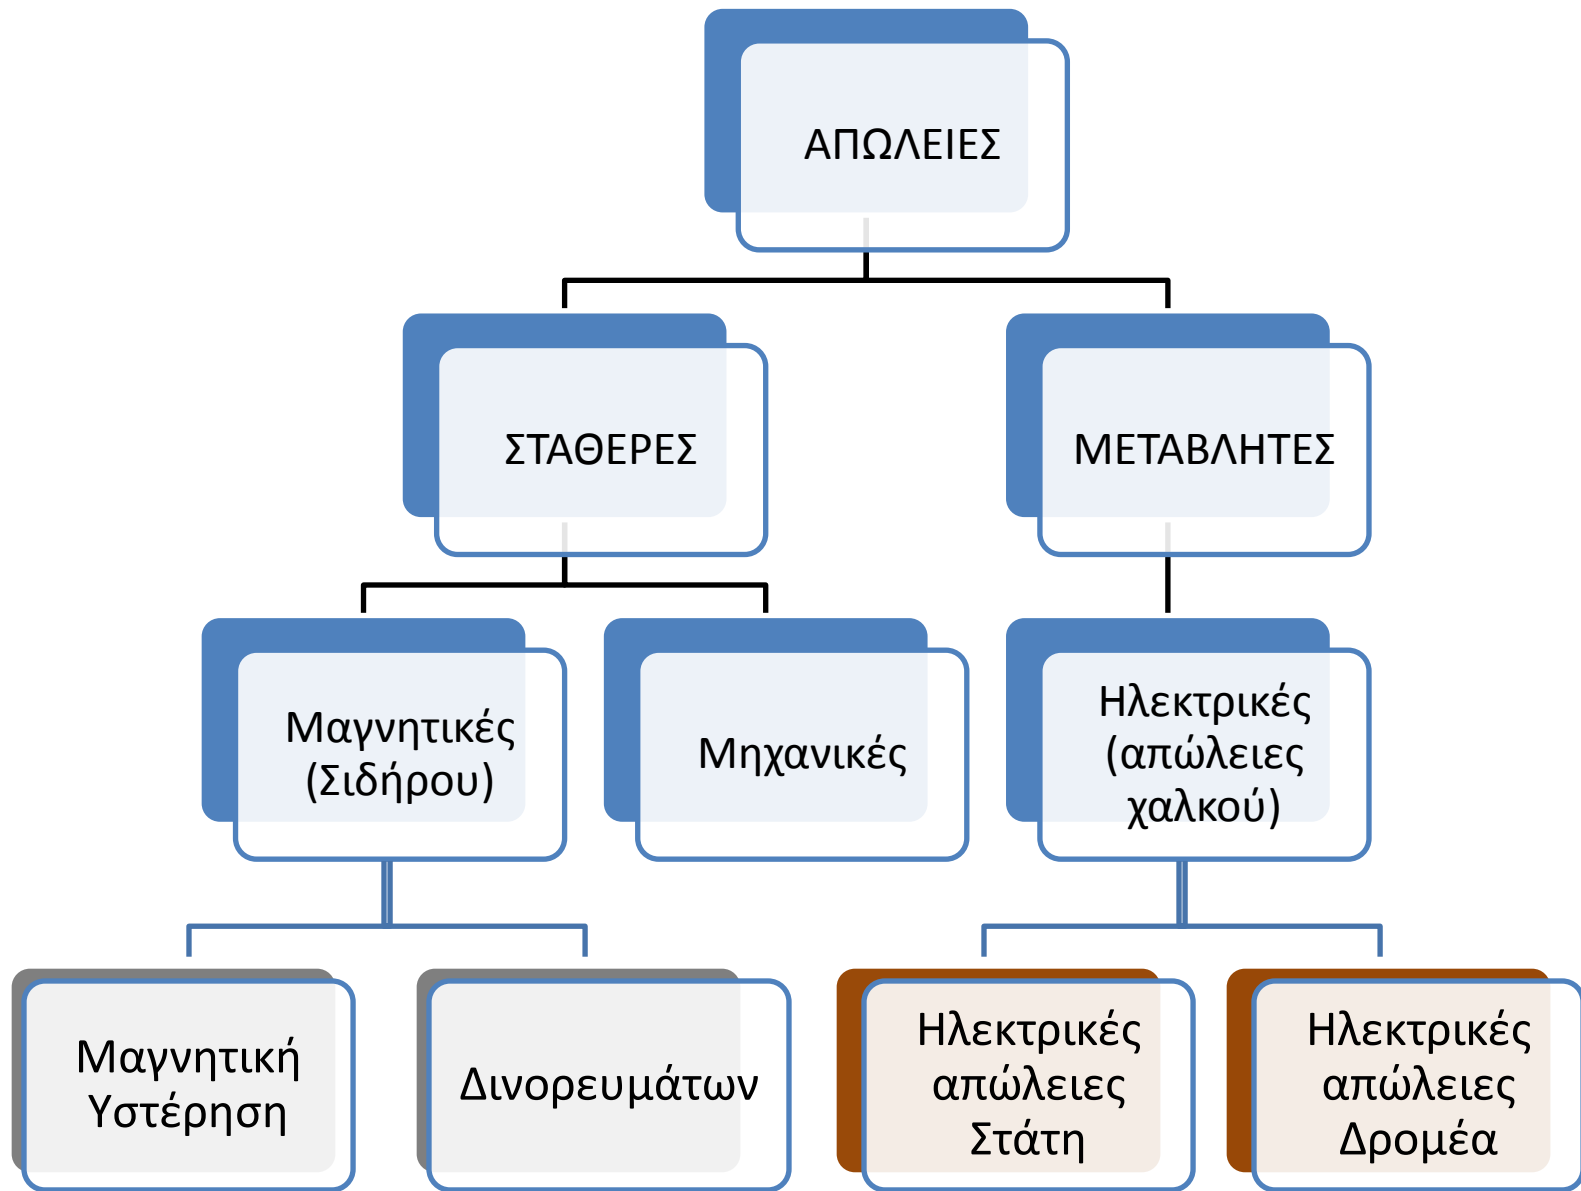 ΑΠΩΛΕΙΕΣ
ΣΤΑΘΕΡΕΣ
ΜΕΤΑΒΛΗΤΕΣ
Μαγνητικές
(Σιδήρου)
Μηχανικές
Ηλεκτρικές
(απώλειες
χαλκού)
Μαγνητική
Υστέρηση
Δινορευμάτων
Ηλεκτρικές
απώλειες
Στάτη
Ηλεκτρικές
απώλειες
Δρομέα